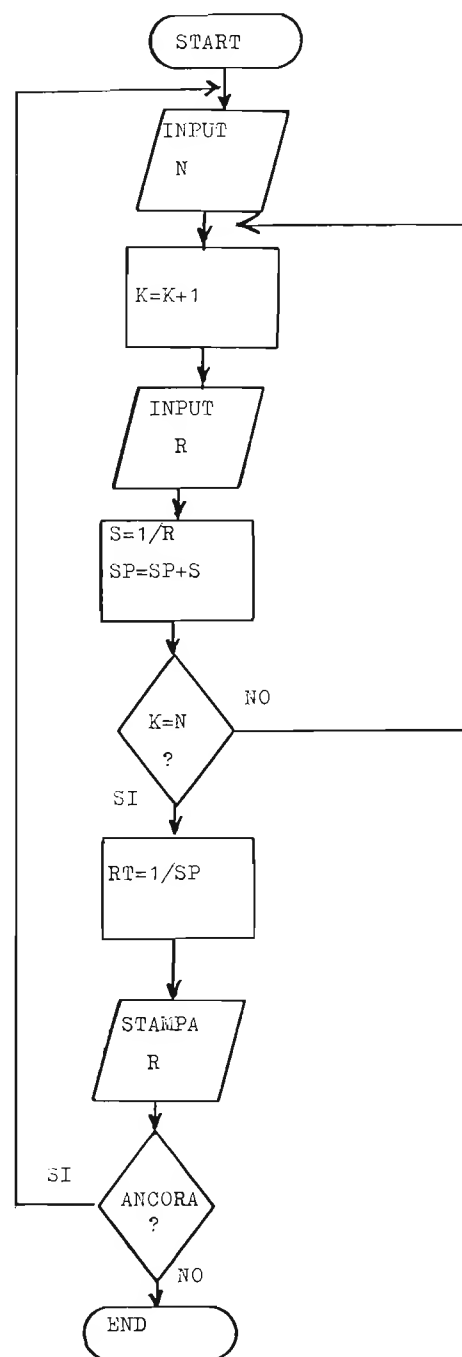 START
INPUT
N
K=K+1
INPUT
R
S=1/R
SP=SP+S
NO
K=N
?
SI
RT=1/SP
STAMPA
R
SI
ANCORA
?
NO
END